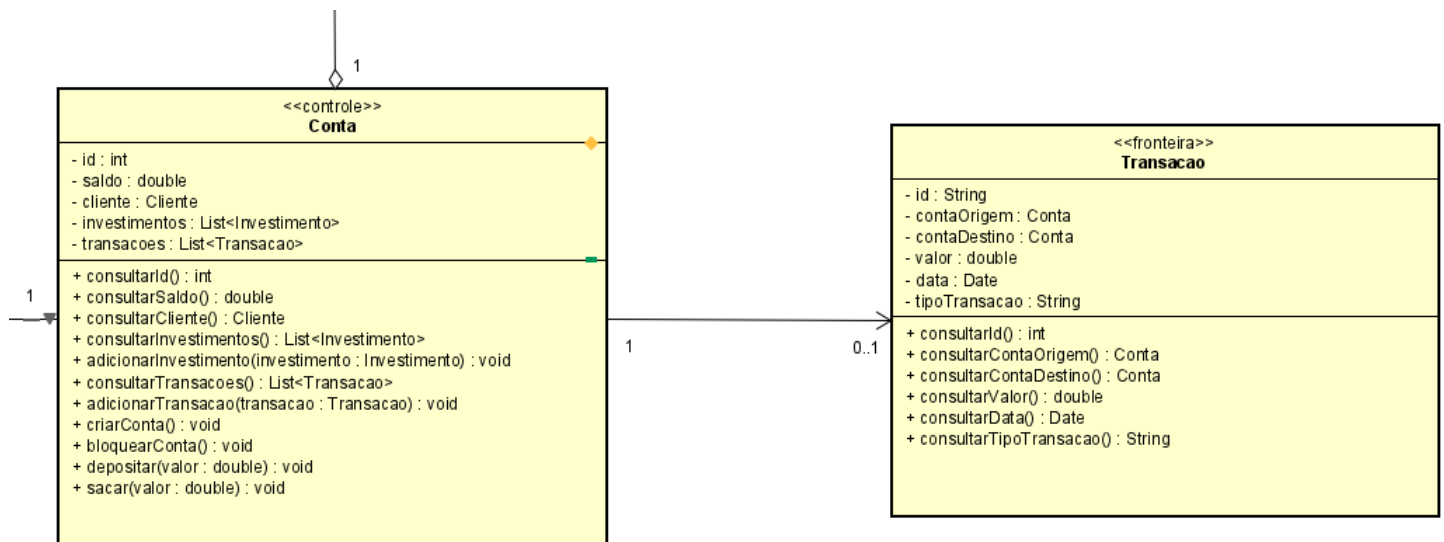 1
<<controle>>
Conta
- id : int
- saldo : double
- cliente : Cliente
- investimentos : List<Investimento>
- transacoes : List<Transacao>
+ consultarId() : int
+ consultarSaldo() : double
+ consultarCliente() : Cliente
+ consultarInvestimentos() : List<Investimento>
+ adicionarInvestimento(investimento : Investimento) : void
+ consultarTransacoes() : List<Transacao>
+ adicionarTransacao(transacao : Transacao) : void
+ criarConta() : void
+ bloquearConta() : void
+ depositar(valor : double) : void
+ sacar(valor : double) : void
1
1
0..1
<<fronteira>>
Transacao
- id : String
- contaOrigem : Conta
- contaDestino : Conta
- valor : double
- data : Date
- tipoTransacao : String
+ consultarId() : int
+ consultarContaOrigem() : Conta
+ consultarContaDestino() : Conta
+ consultarValor() : double
+ consultarData() : Date
+ consultarTipoTransacao() : String